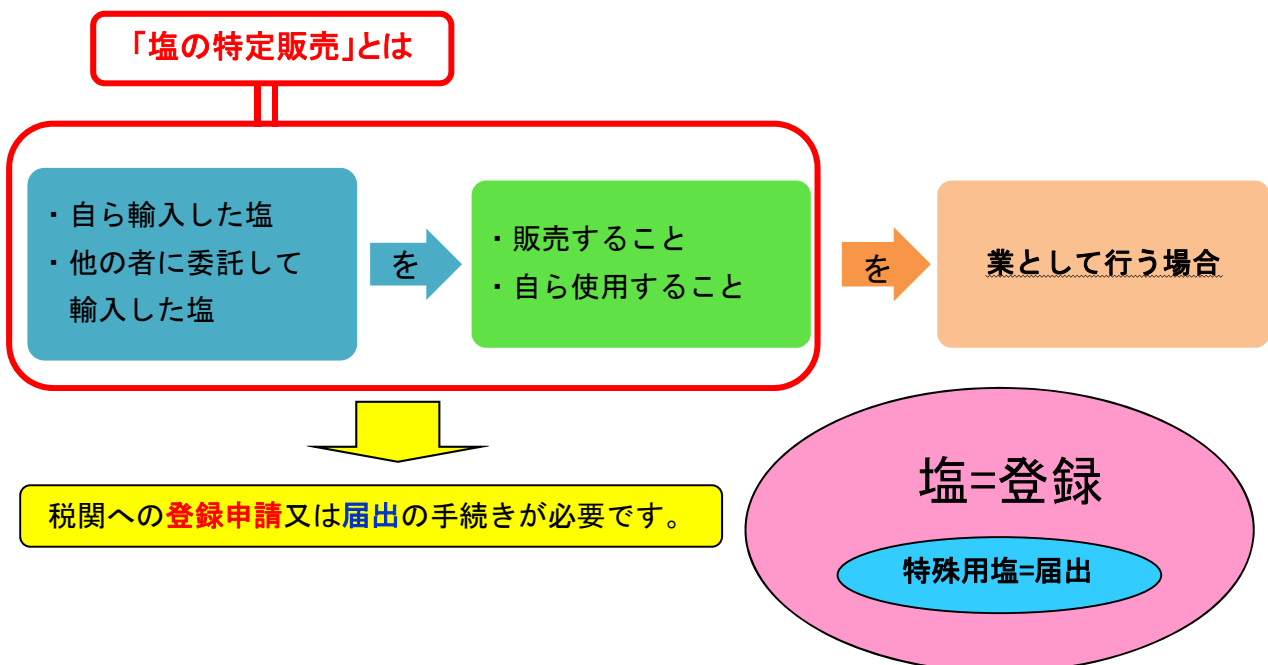 「塩の特定販売」とは
・自ら輸入した塩
・他の者に委託して
輸入した塩
を
・販売すること
・自ら使用すること
を
業として行う場合
税関への登録申請又は届出の手続きが必要です。
塩=登録
特殊用塩=届出